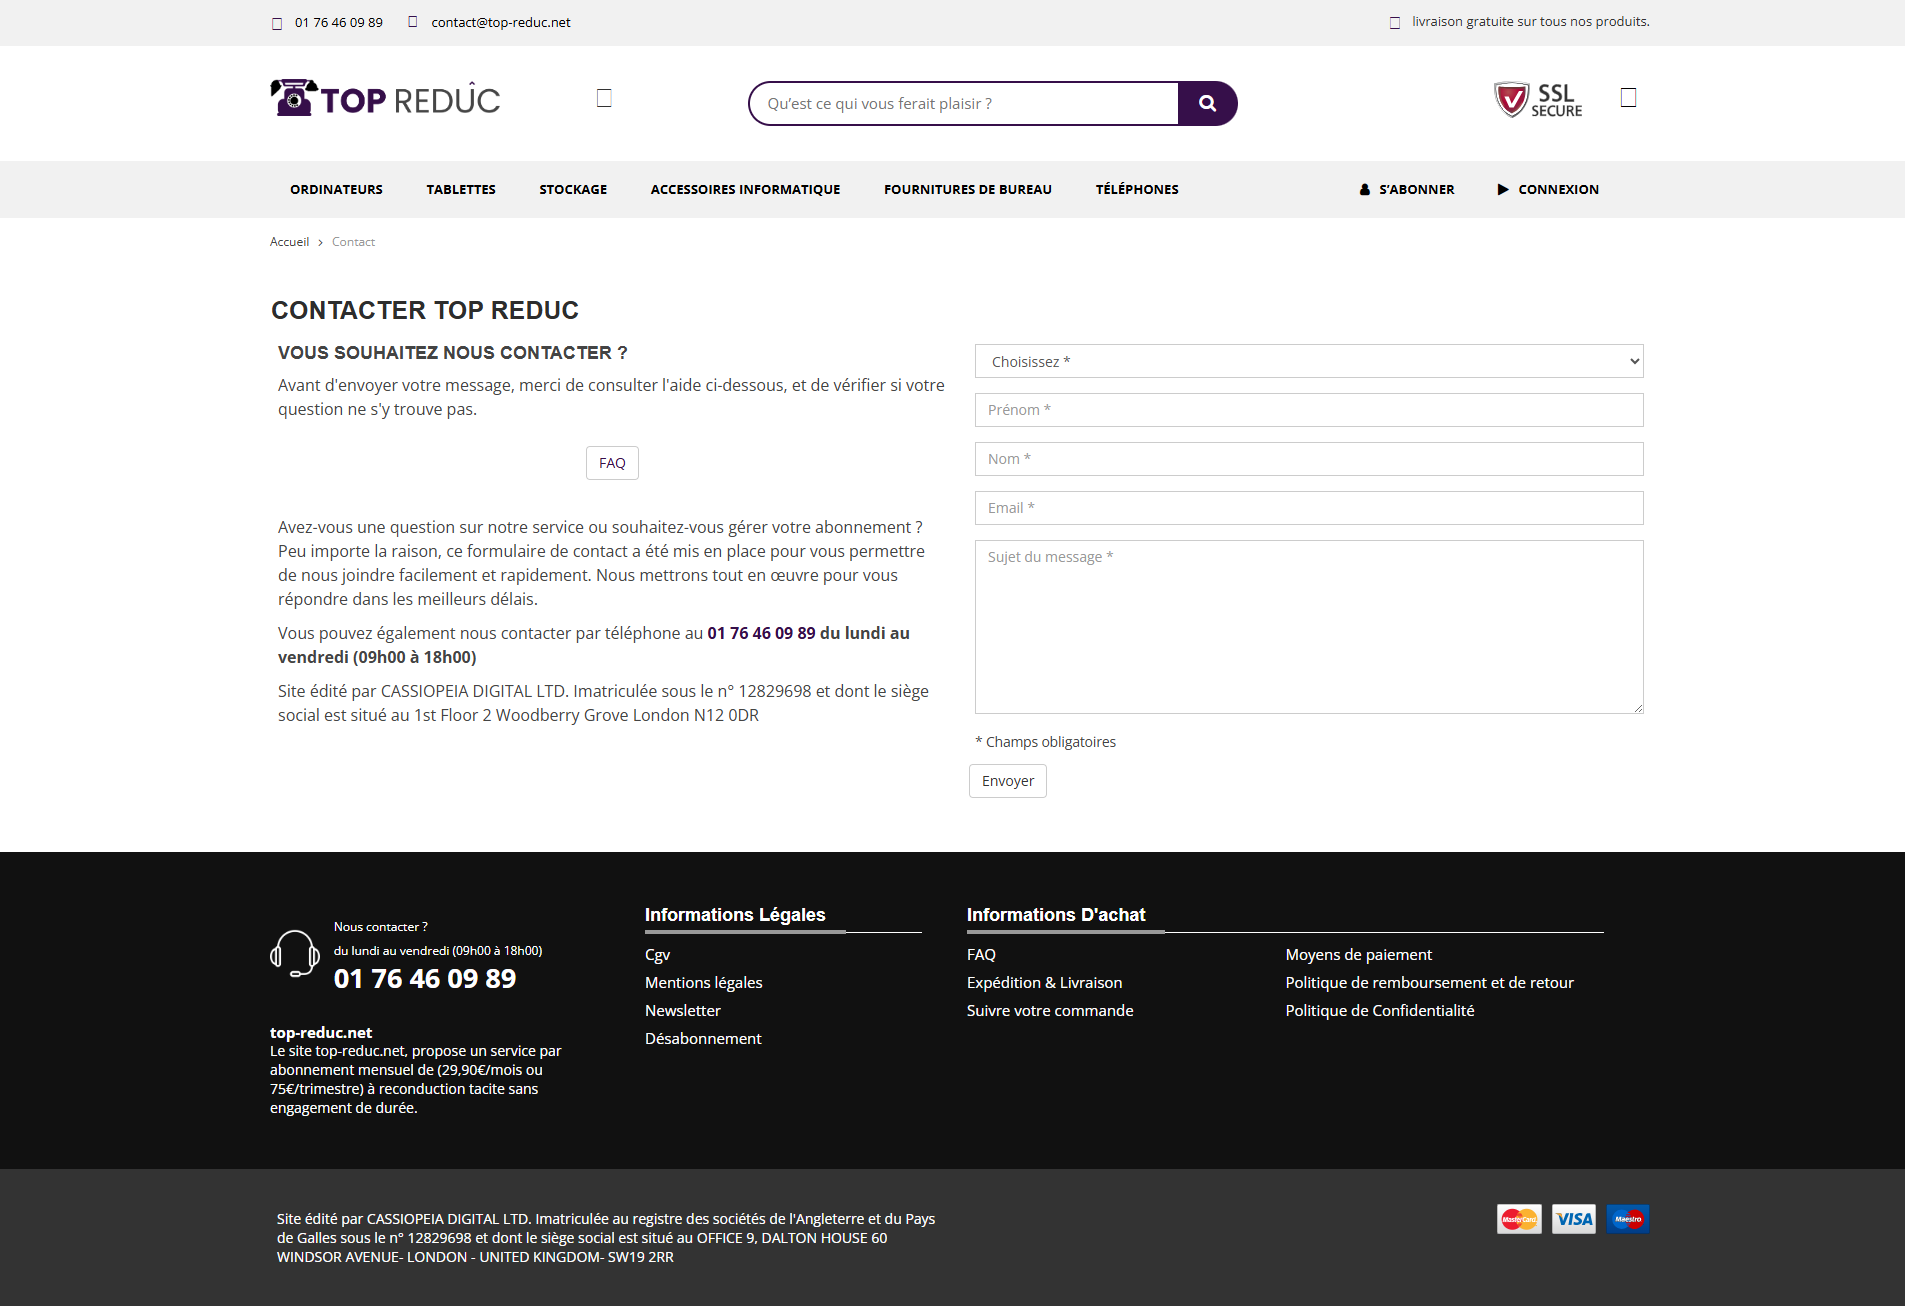 01 76 46 09 89 contact@top-reduc.net livraison gratuite sur tous nos produits.
TOP REDÛC
Qu’est ce qui vous ferait plaisir ?
SSL
SECURE
ORDINATEURS TABLETTES STOCKAGE ACCESSOIRES INFORMATIQUE FOURNITURES DE BUREAU TÉLÉPHONES S’ABONNER CONNEXION
Accueil > Contact
CONTACTER TOP REDUC
VOUS SOUHAITEZ NOUS CONTACTER ?
Avant d'envoyer votre message, merci de consulter l'aide ci-dessous, et de vérifier si votre
question ne s'y trouve pas.
FAQ
Avez-vous une question sur notre service ou souhaitez-vous gérer votre abonnement ?
Peu importe la raison, ce formulaire de contact a été mis en place pour vous permettre
de nous joindre facilement et rapidement. Nous mettrons tout en œuvre pour vous
répondre dans les meilleurs délais.
Vous pouvez également nous contacter par téléphone au 01 76 46 09 89 du lundi au
vendredi (09h00 à 18h00)
Site édité par CASSIOPEIA DIGITAL LTD. Imatriculée sous le n° 12829698 et dont le siège
social est situé au 1st Floor 2 Woodberry Grove London N12 0DR
Choisissez *
Prénom *
Nom *
Email *
Sujet du message *
* Champs obligatoires
Envoyer
Nous contacter ?
du lundi au vendredi (09h00 à 18h00)
01 76 46 09 89
top-reduc.net
Le site top-reduc.net, propose un service par
abonnement mensuel de (29,90€/mois ou
75€/trimestre) à reconduction tacite sans
engagement de durée.
Informations Légales
Cgv
Mentions légales
Newsletter
Désabonnement
Informations D'achat
FAQ
Expédition & Livraison
Suivre votre commande
Moyens de paiement
Politique de remboursement et de retour
Politique de Confidentialité
Site édité par CASSIOPEIA DIGITAL LTD. Imatriculée au registre des sociétés de l'Angleterre et du Pays
de Galles sous le n° 12829698 et dont le siège social est situé au OFFICE 9, DALTON HOUSE 60
WINDSOR AVENUE- LONDON - UNITED KINGDOM- SW19 2RR
MasterCard VISA Maestro